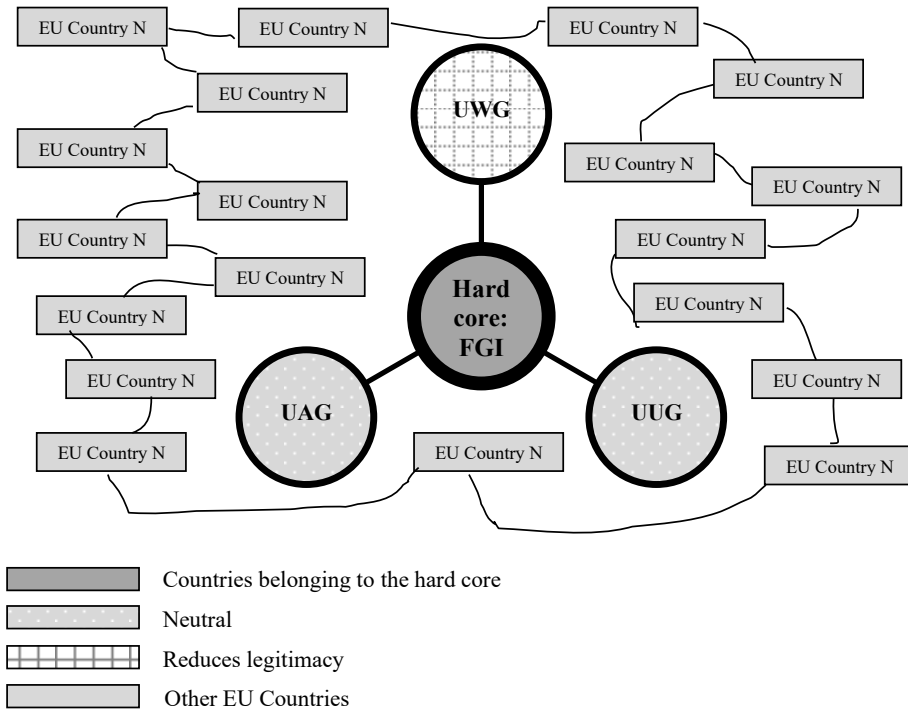 EU Country N
EU Country N
EU Country N
EU Country N
EU Country N
UWG
EU Country N
EU Country N
EU Country N
EU Country N
EU Country N
EU Country N
EU Country N
Hard
core:
FGI
EU Country N
EU Country N
EU Country N
EU Country N
UAG
UUG
EU Country N
EU Country N
EU Country N
Countries belonging to the hard core
Neutral
Reduces legitimacy
Other EU Countries